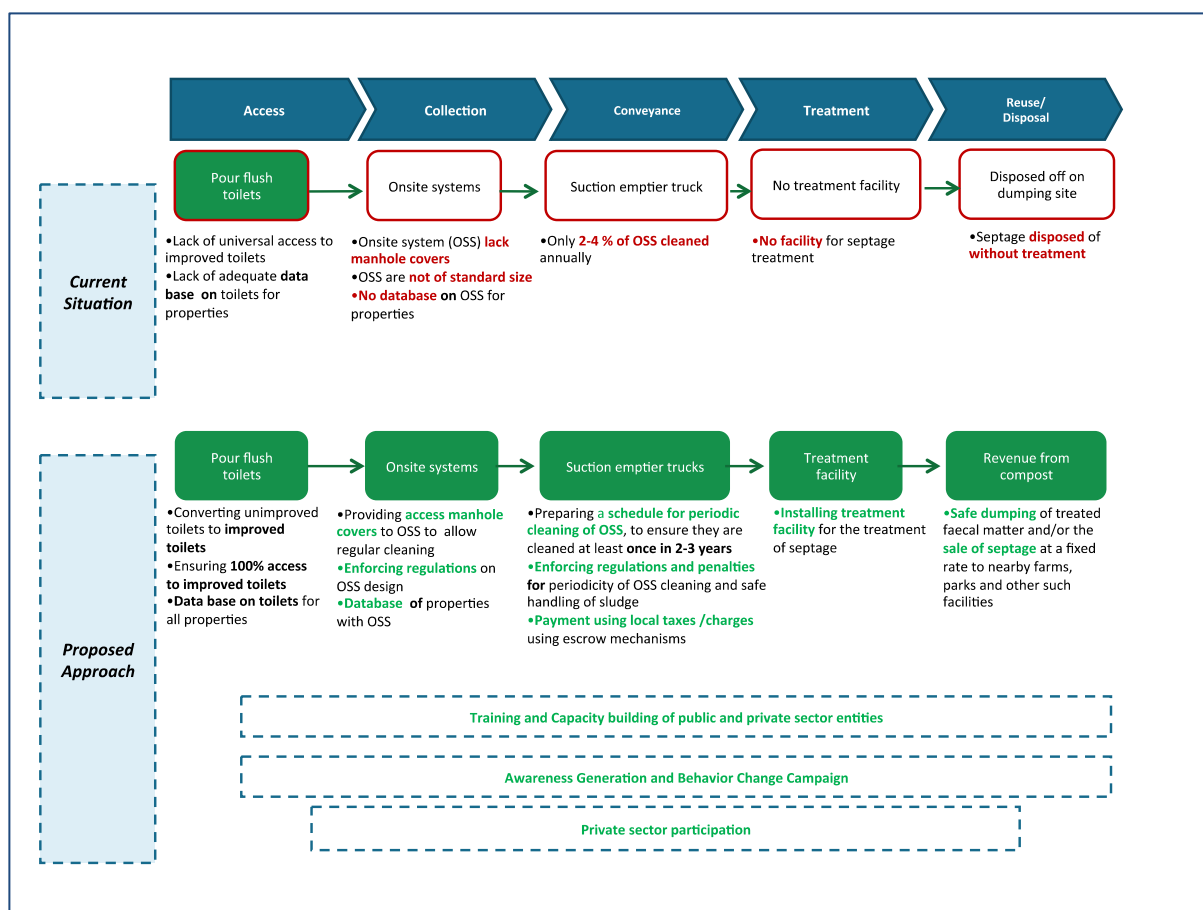 Access
Collection
Conveyance
Treatment
Reuse/
Disposal
Current
Situation
Pour flush
toilets
Onsite systems
Suction emptier truck
No treatment facility
Disposed off on
dumping site
•Lack of universal access to
improved toilets
•Lack of adequate data
base on toilets for
properties
•Onsite system (OSS) lack
manhole covers
•OSS are not of standard size
•No database on OSS for
properties
•Only 2-4 % of OSS cleaned
annually
•No facility for septage
treatment
•Septage disposed of
without treatment
Proposed
Approach
Pour flush
toilets
Onsite systems
Suction emptier trucks
Treatment
facility
Revenue from
compost
•Converting unimproved
toilets to improved
toilets
•Ensuring 100% access
to improved toilets
•Data base on toilets for
all properties
•Providing access manhole
covers to OSS to allow
regular cleaning
•Enforcing regulations on
OSS design
•Database of properties
with OSS
•Preparing a schedule for periodic
cleaning of OSS, to ensure they are
cleaned at least once in 2-3 years
•Enforcing regulations and penalties
for periodicity of OSS cleaning and safe
handling of sludge
•Payment using local taxes /charges
using escrow mechanisms
•Installing treatment
facility for the treatment
of septage
•Safe dumping of treated
faecal matter and/or the
sale of septage at a fixed
rate to nearby farms,
parks and other such
facilities
Training and Capacity building of public and private sector entities
Awareness Generation and Behavior Change Campaign
Private sector participation